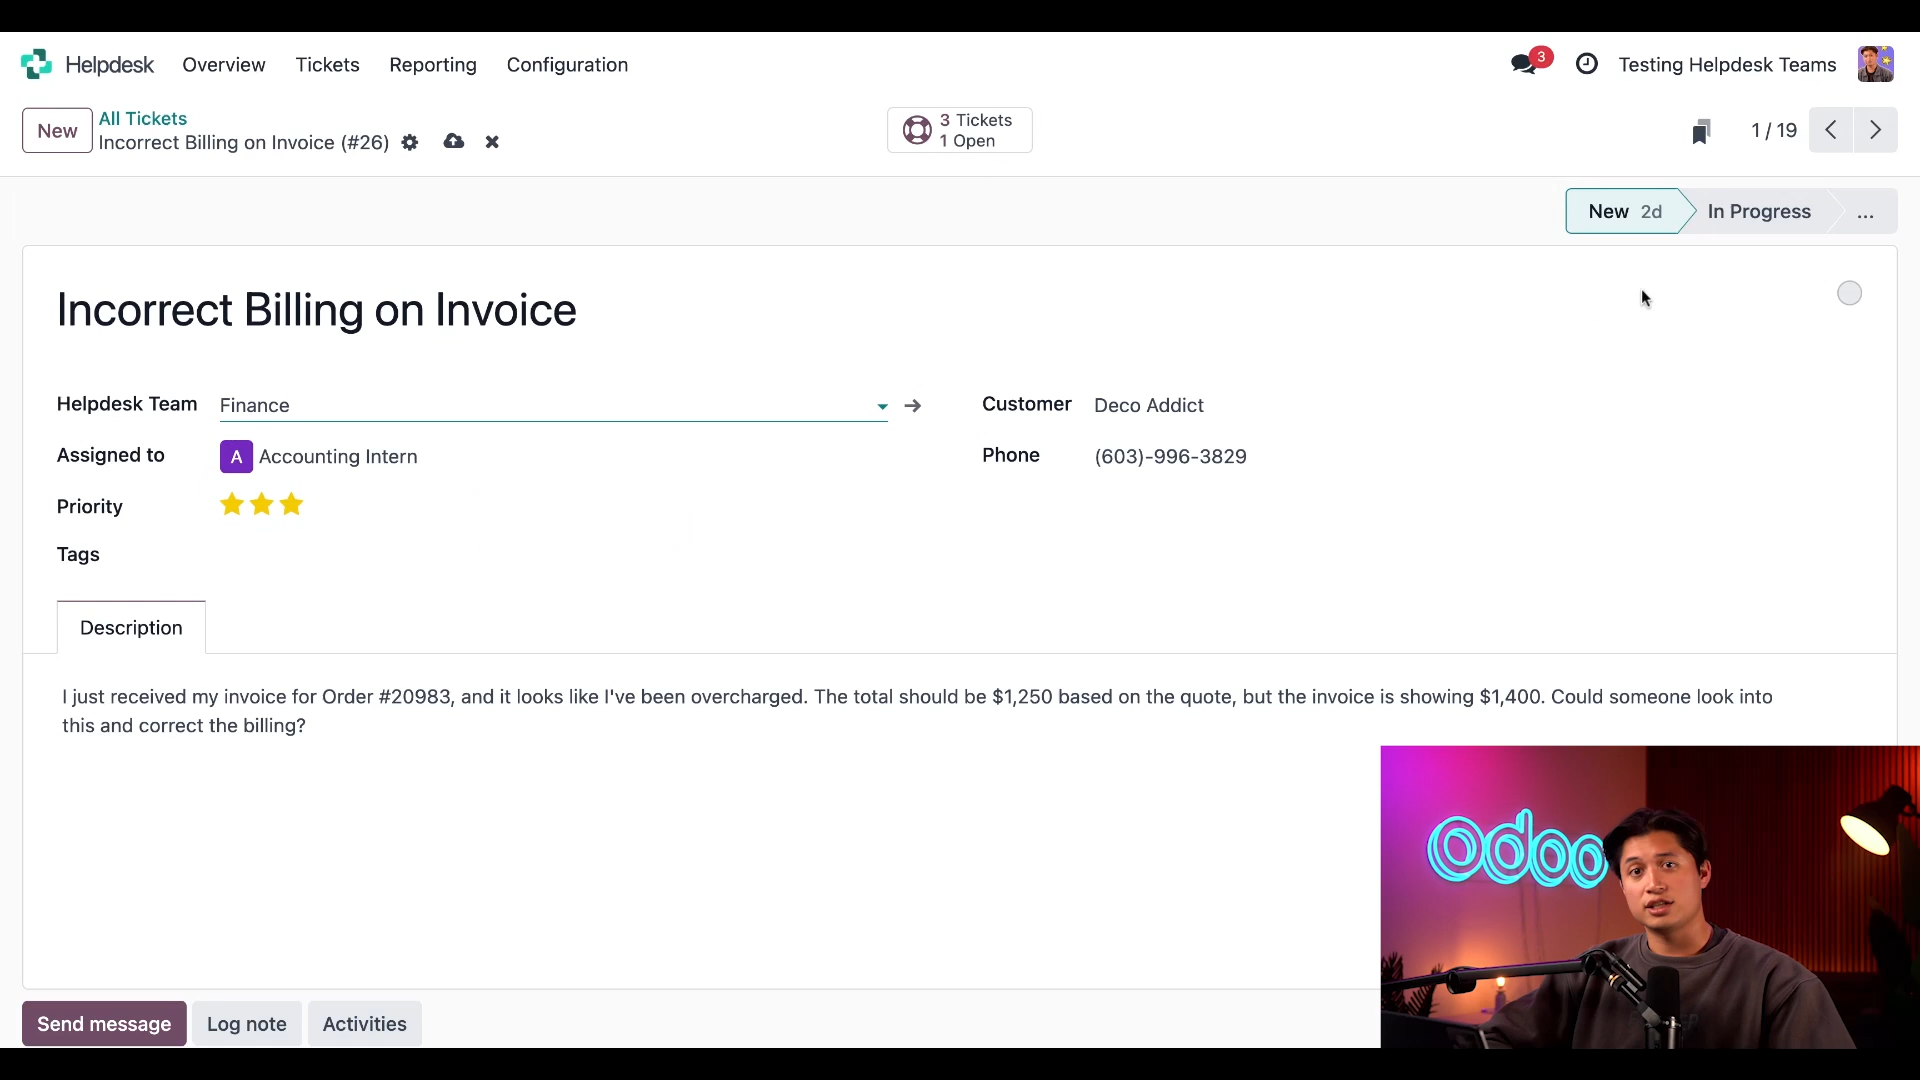 Helpdesk Overview Tickets Reporting Configuration
3 Testing Helpdesk Teams
New
All Tickets
Incorrect Billing on Invoice (#26)
3 Tickets
1 Open
1 / 19
New 2d In Progress ...
Incorrect Billing on Invoice
Helpdesk Team Finance
Customer Deco Addict
Assigned to A Accounting Intern
Phone (603)-996-3829
Priority
Tags
Description
I just received my invoice for Order #20983, and it looks like I've been overcharged. The total should be $1,250 based on the quote, but the invoice is showing $1,400. Could someone look into
this and correct the billing?
odoo
Send message Log note Activities